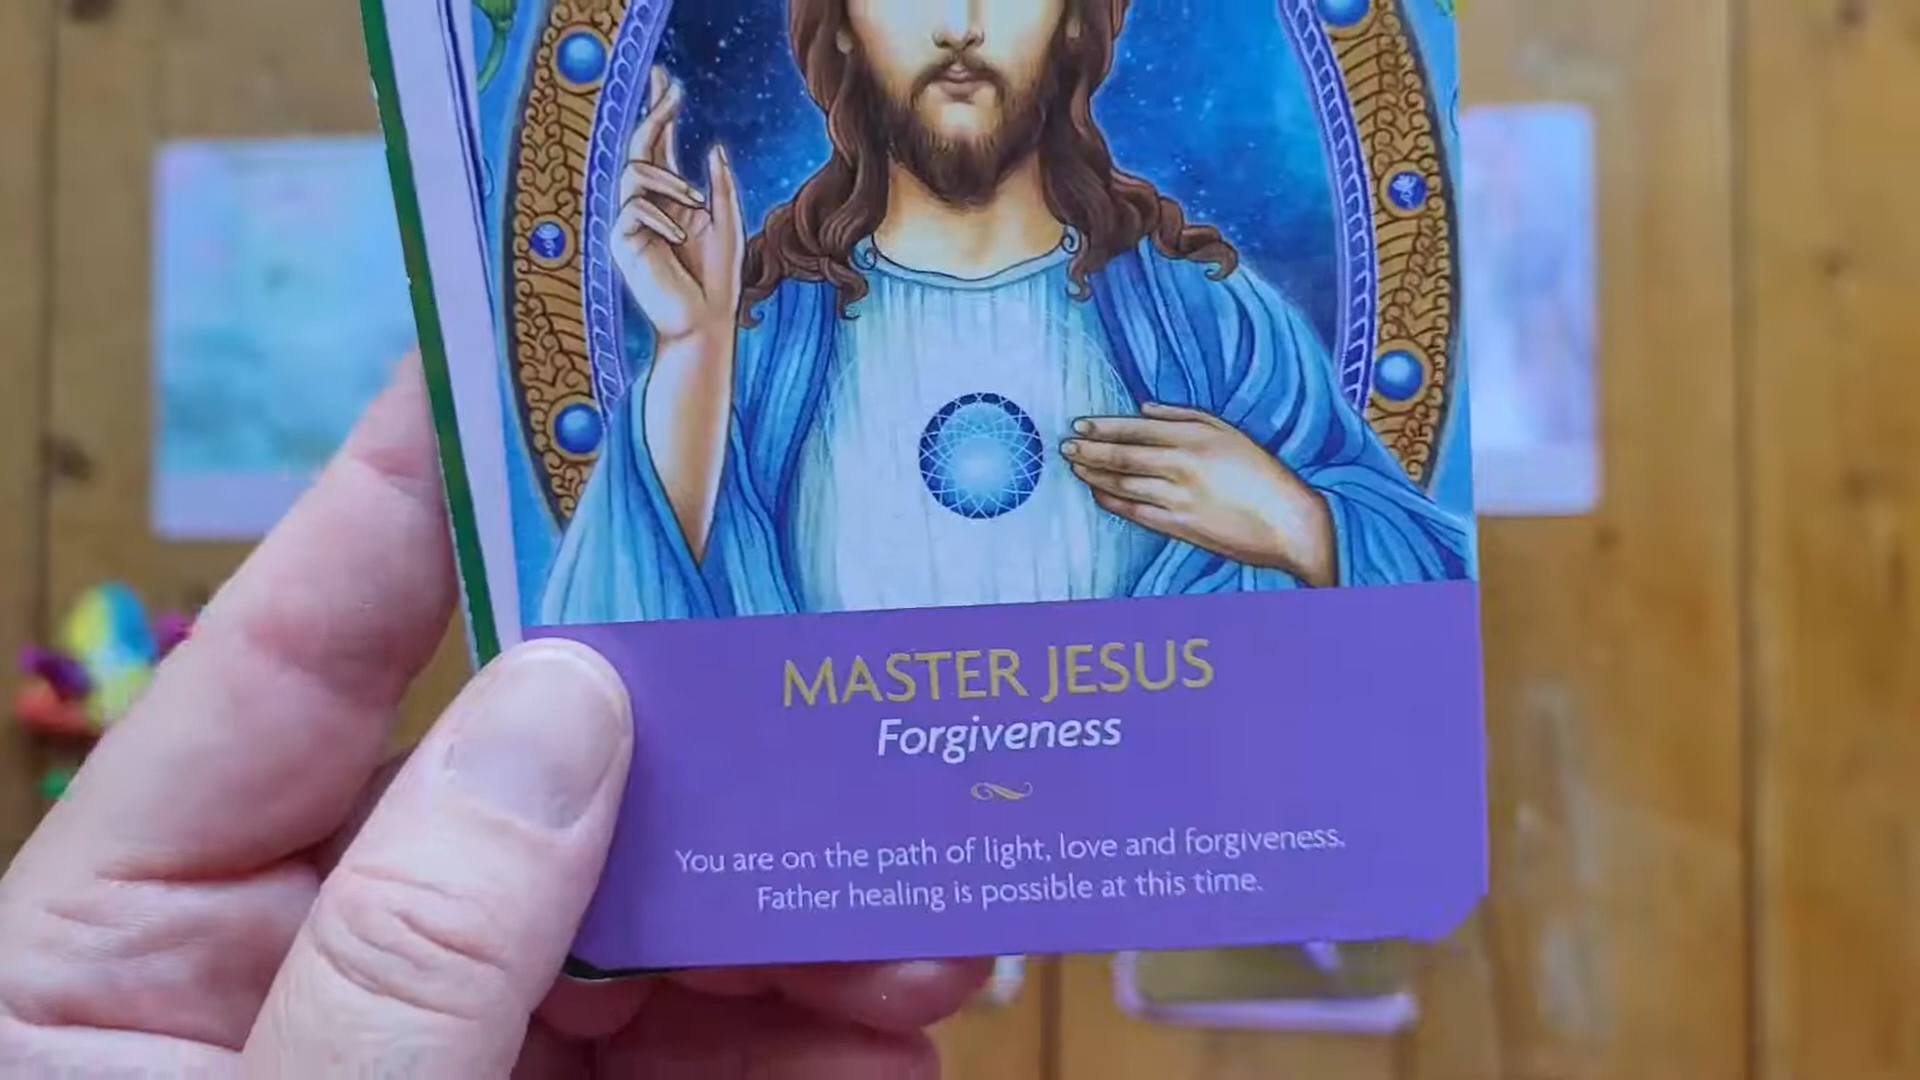 MASTER JESUS
Forgiveness
You are on the path of light, love and forgiveness.
Father healing is possible at this time.